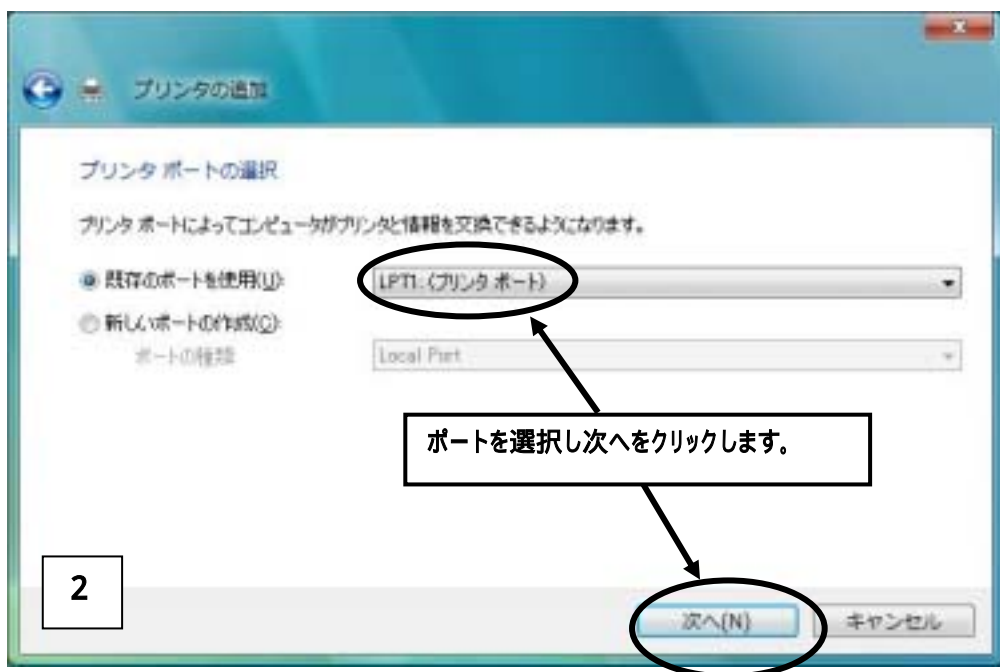 プリンタの追加
プリンタ ポートの選択
プリンタ ポートによってコンピュータがプリンタと情報を交換できるようになります。
既存のポートを使用(U): LPT1: (プリンタ ポート)
新しいポートの作成(C):
ポートの種類 Local Port
ポートを選択し次へをクリックします。
2
次へ(N) キャンセル